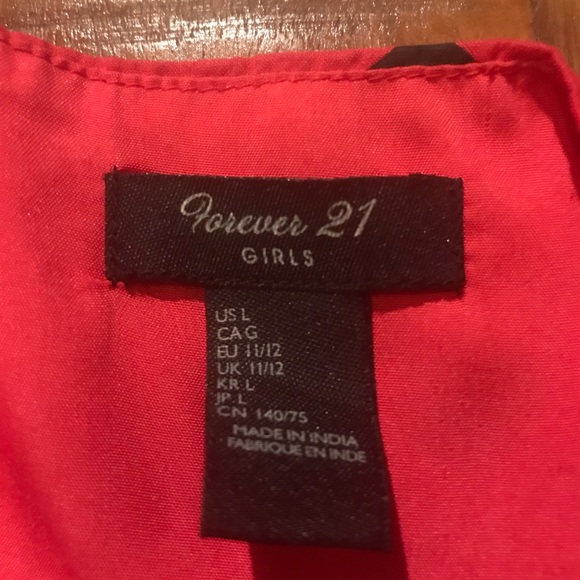 Forever 21
GIRLS
US L
CA G
EU 11/12
UK 11/12
KR L
JP L
CN 140/75
MADE IN INDIA
FABRIQUE EN INDE